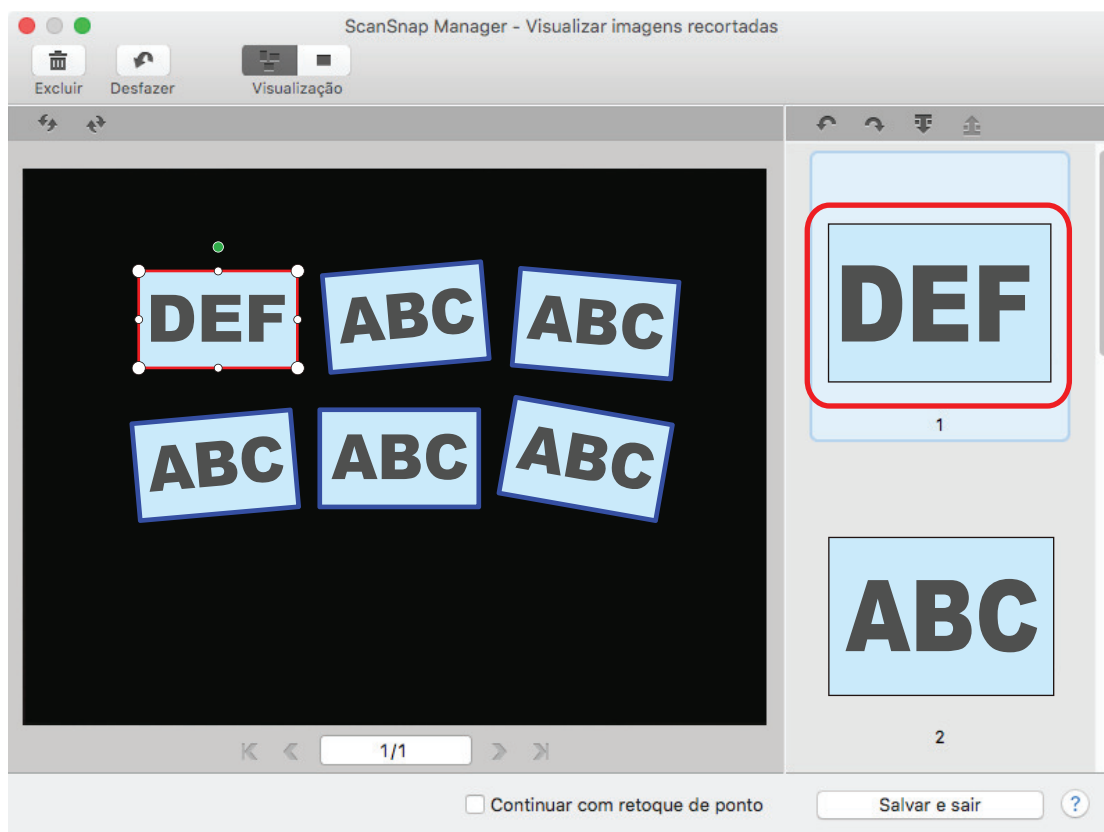 ScanSnap Manager - Visualizar imagens recortadas
Excluir Desfazer Visualização
DEF ABC ABC
ABC ABC ABC
DEF
1
ABC
2
1/1
Continuar com retoque de ponto
Salvar e sair
?